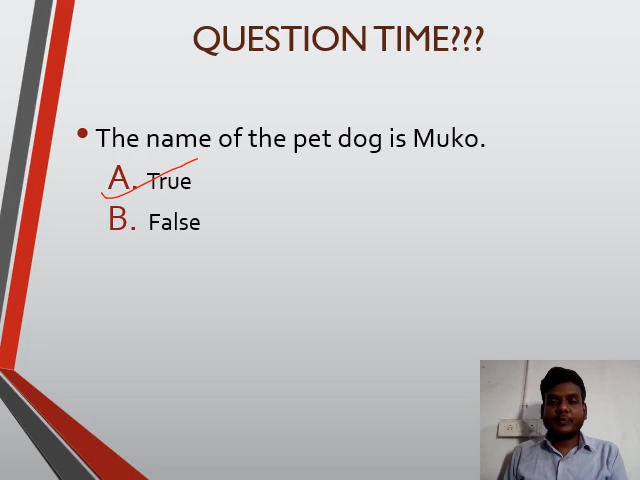 QUESTION TIME???
• The name of the pet dog is Muko.
A. True
B. False